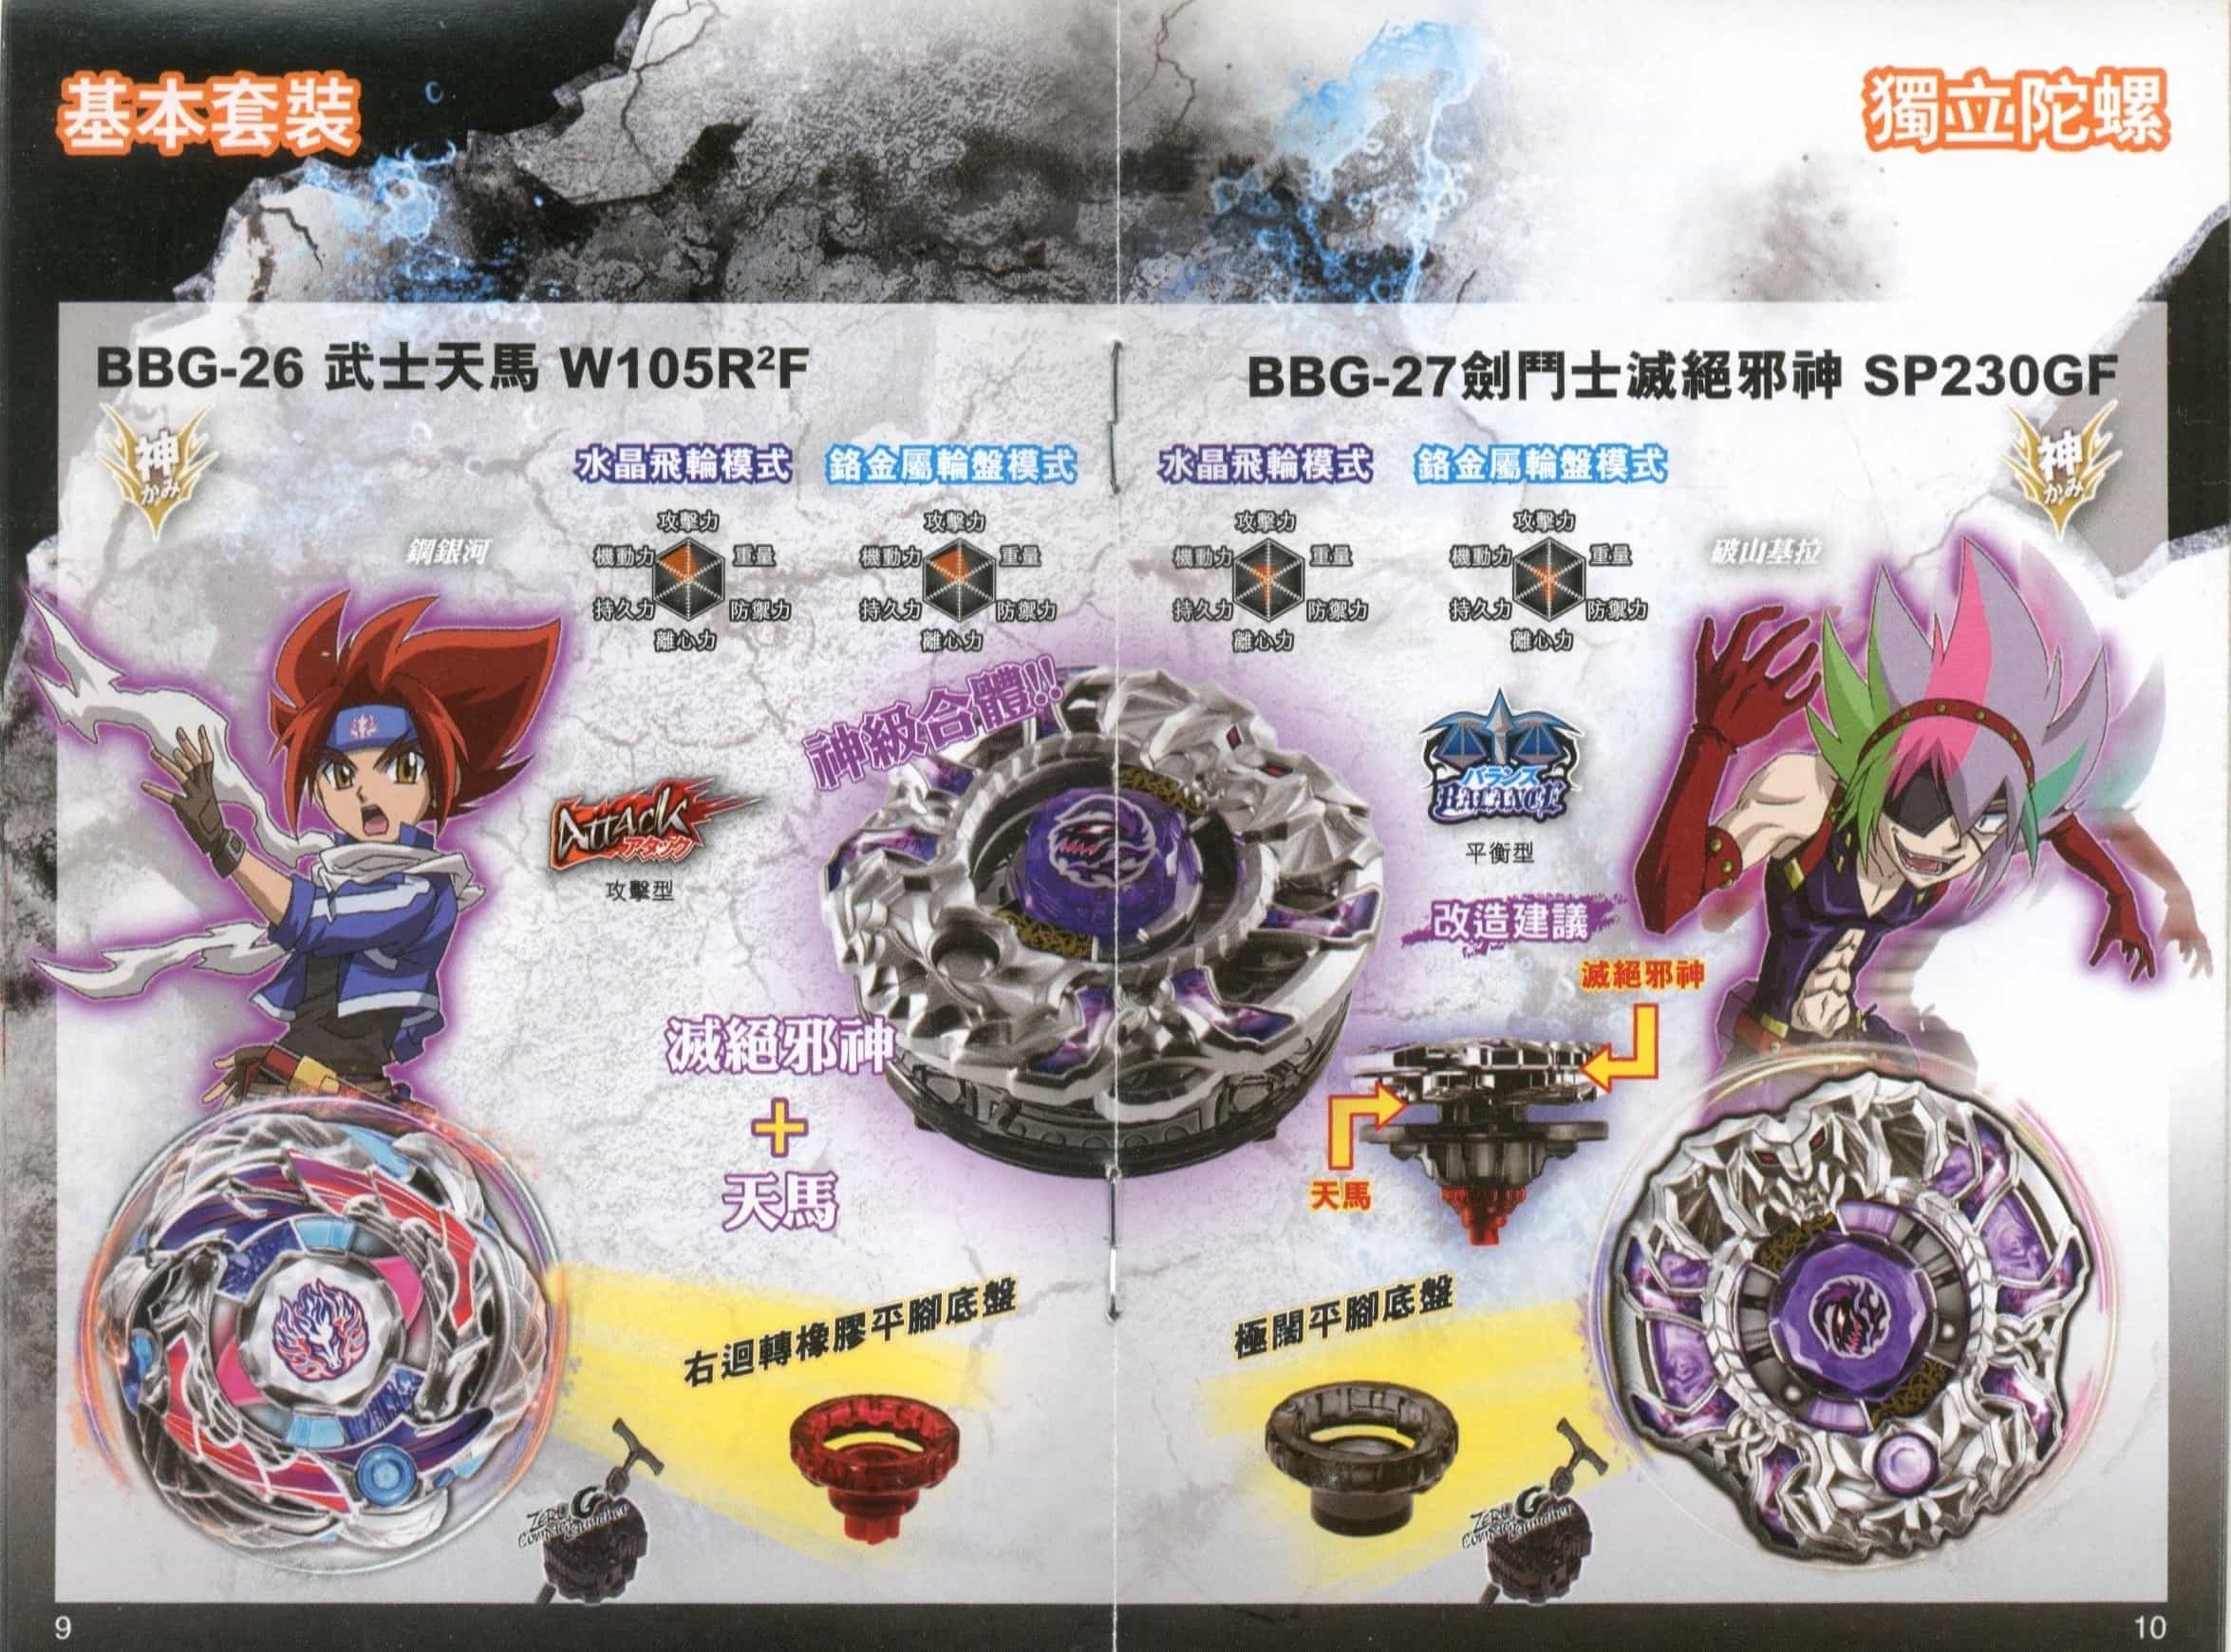 基本套裝
BBG-26 武士天馬 W105R²F
神
かみ
水晶飛輪模式
鉻金屬輪盤模式
攻擊力
機動力
重量
持久力
防禦力
離心力
攻擊力
機動力
重量
持久力
防禦力
離心力
鋼銀河
神級合體!!
Attack
アタック
攻擊型
滅絕邪神
+
天馬
右迴轉橡膠平腳底盤
ZERO G
Compact Launcher
9
獨立陀螺
BBG-27劍鬥士滅絕邪神 SP230GF
水晶飛輪模式
鉻金屬輪盤模式
神
かみ
攻擊力
機動力
重量
持久力
防禦力
離心力
攻擊力
機動力
重量
持久力
防禦力
離心力
破山基拉
バランス
BALANCE
平衡型
改造建議
滅絕邪神
天馬
極闊平腳底盤
ZERO G
Compact Launcher
10